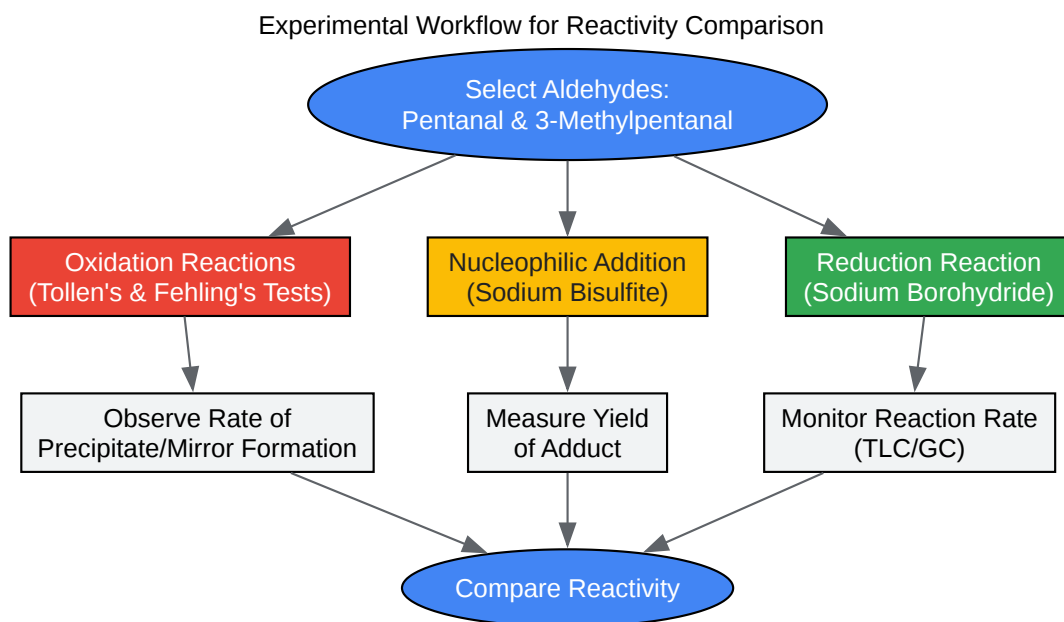 Experimental Workflow for Reactivity Comparison
Select Aldehydes:
Pentanal & 3-Methylpentanal
Oxidation Reactions
(Tollen's & Fehling's Tests)
Nucleophilic Addition
(Sodium Bisulfite)
Reduction Reaction
(Sodium Borohydride)
Observe Rate of
Precipitate/Mirror Formation
Measure Yield
of Adduct
Monitor Reaction Rate
(TLC/GC)
Compare Reactivity